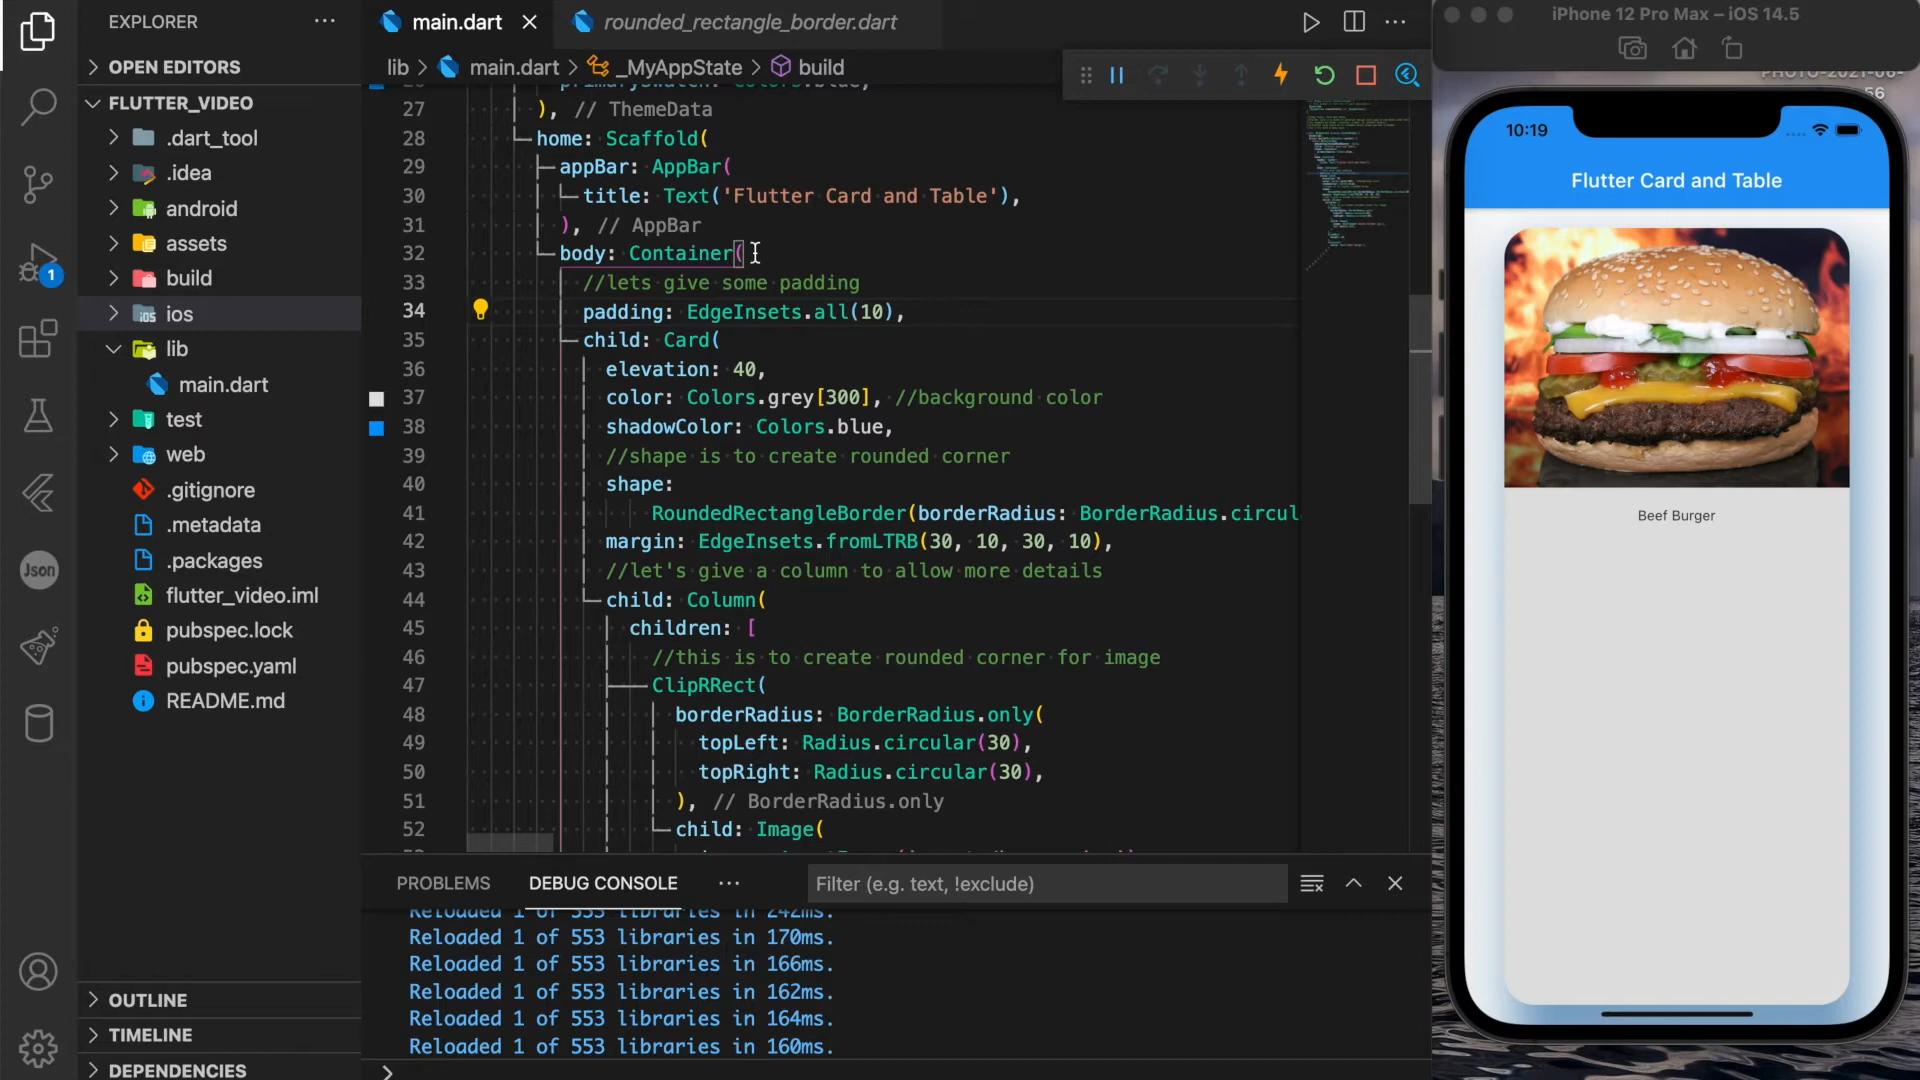 EXPLORER
OPEN EDITORS
FLUTTER_VIDEO
.dart_tool
.idea
android
assets
build
ios
lib
main.dart
test
web
.gitignore
.metadata
.packages
flutter_video.iml
pubspec.lock
pubspec.yaml
README.md
OUTLINE
TIMELINE
DEPENDENCIES
1
Json
main.dart
rounded_rectangle_border.dart
lib > main.dart > _MyAppState > build
27 ), // ThemeData
28 home: Scaffold(
29 appBar: AppBar(
30 title: Text('Flutter Card and Table'),
31 ), // AppBar
32 body: Container(
33 //lets give some padding
34 padding: EdgeInsets.all(10),
35 child: Card(
36 elevation: 40,
37 color: Colors.grey[300], //background color
38 shadowColor: Colors.blue,
39 //shape is to create rounded corner
40 shape:
41 RoundedRectangleBorder(borderRadius: BorderRadius.circul
42 margin: EdgeInsets.fromLTRB(30, 10, 30, 10),
43 //let's give a column to allow more details
44 child: Column(
45 children: [
46 //this is to create rounded corner for image
47 ClipRRect(
48 borderRadius: BorderRadius.only(
49 topLeft: Radius.circular(30),
50 topRight: Radius.circular(30),
51 ), // BorderRadius.only
52 child: Image(
PROBLEMS
DEBUG CONSOLE
Filter (e.g. text, !exclude)
Reloaded 1 of 553 libraries in 242ms.
Reloaded 1 of 553 libraries in 170ms.
Reloaded 1 of 553 libraries in 166ms.
Reloaded 1 of 553 libraries in 162ms.
Reloaded 1 of 553 libraries in 164ms.
Reloaded 1 of 553 libraries in 160ms.
>
iPhone 12 Pro Max – iOS 14.5
56
10:19
Flutter Card and Table
Beef Burger